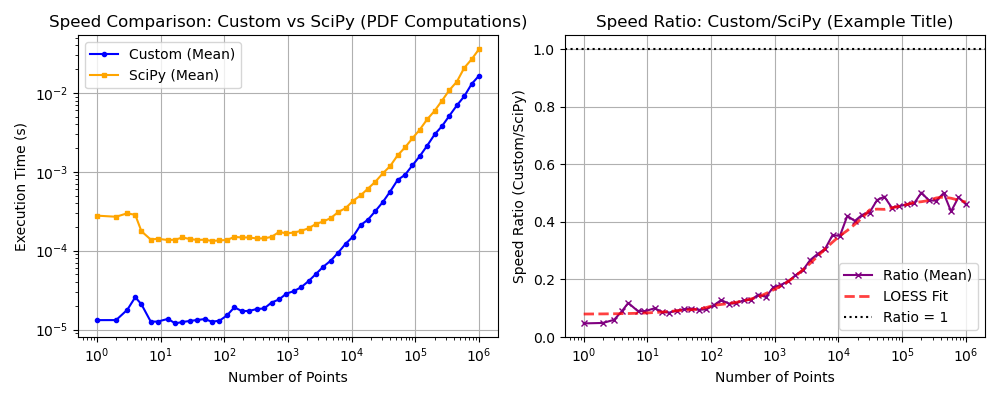 Speed Comparison: Custom vs SciPy (PDF Computations)
Custom (Mean)
SciPy (Mean)
Execution Time (s)
10⁻²
10⁻³
10⁻⁴
10⁻⁵
10⁰ 10¹ 10² 10³ 10⁴ 10⁵ 10⁶
Number of Points
Speed Ratio: Custom/SciPy (Example Title)
Speed Ratio (Custom/SciPy)
1.0
0.8
0.6
0.4
0.2
0.0
Ratio (Mean)
LOESS Fit
Ratio = 1
10⁰ 10¹ 10² 10³ 10⁴ 10⁵ 10⁶
Number of Points